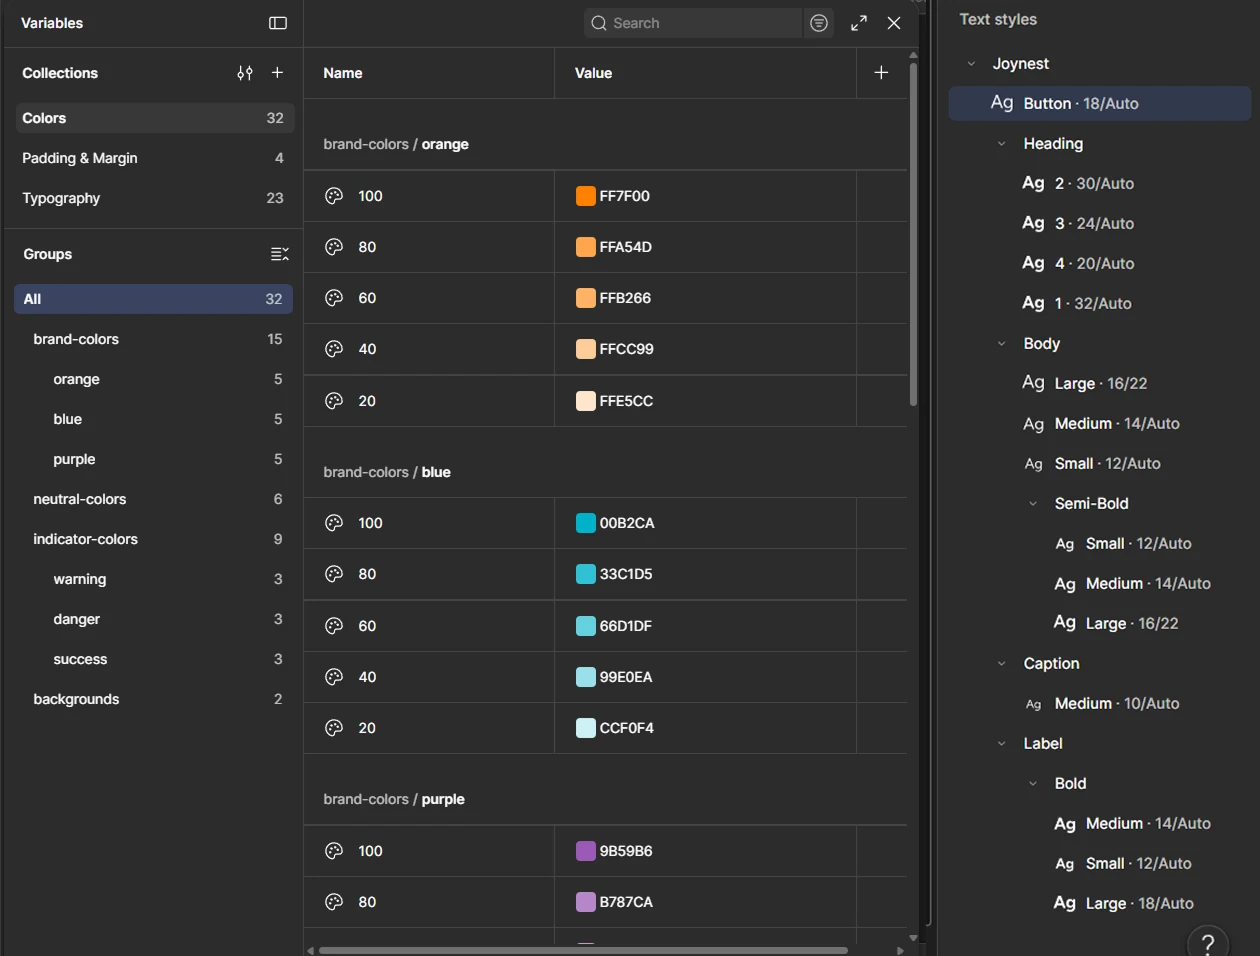 Variables
Collections
Colors 32
Padding & Margin 4
Typography 23
Groups
All 32
brand-colors 15
orange 5
blue 5
purple 5
neutral-colors 6
indicator-colors 9
warning 3
danger 3
success 3
backgrounds 2
Search
Name Value
brand-colors / orange
100 FF7F00
80 FFA54D
60 FFB266
40 FFCC99
20 FFE5CC
brand-colors / blue
100 00B2CA
80 33C1D5
60 66D1DF
40 99E0EA
20 CCF0F4
brand-colors / purple
100 9B59B6
80 B787CA
Text styles
Joynest
Ag Button · 18/Auto
Heading
Ag 2 · 30/Auto
Ag 3 · 24/Auto
Ag 4 · 20/Auto
Ag 1 · 32/Auto
Body
Ag Large · 16/22
Ag Medium · 14/Auto
Ag Small · 12/Auto
Semi-Bold
Ag Small · 12/Auto
Ag Medium · 14/Auto
Ag Large · 16/22
Caption
Ag Medium · 10/Auto
Label
Bold
Ag Medium · 14/Auto
Ag Small · 12/Auto
Ag Large · 18/Auto
?